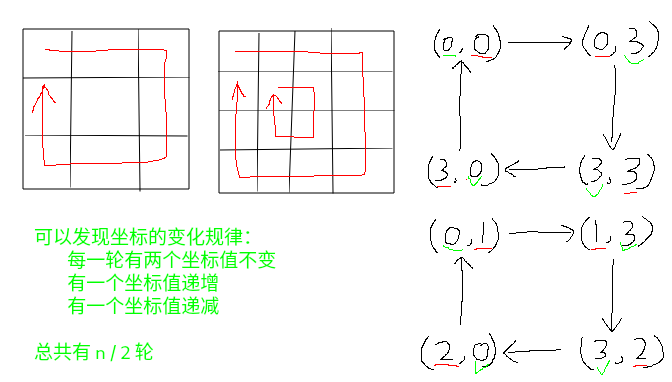 (0,0) (0,3)
(3,0) (3,3)
(0,1) (1,3)
(2,0) (3,2)
可以发现坐标的变化规律：
每一轮有两个坐标值不变
有一个坐标值递增
有一个坐标值递减
总共有 n / 2 轮